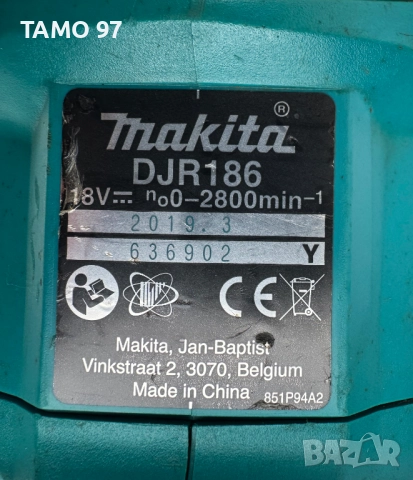 TAMO 97
makita®
DJR186
18V⎓ n₀0–2800min⁻¹
2019.3
636902 Y
CE
Makita, Jan-Baptist
Vinkstraat 2, 3070, Belgium
Made in China 851P94A2
BAZAR